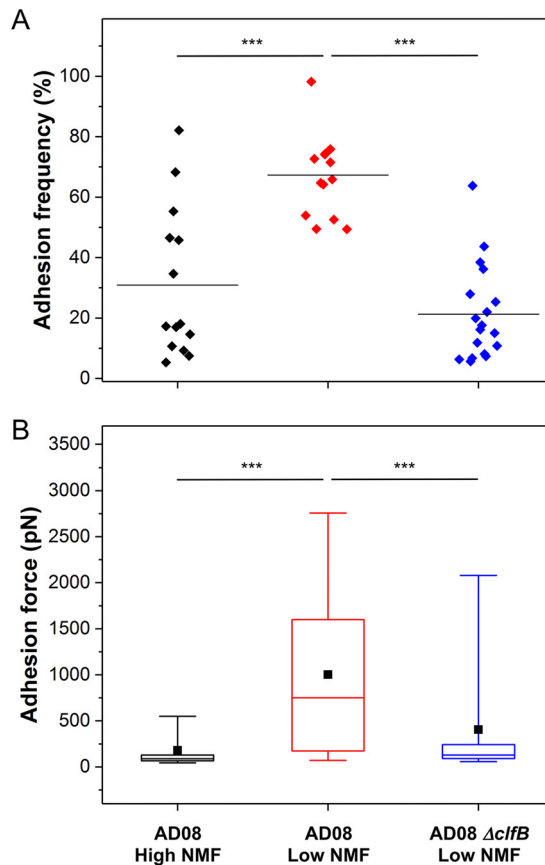 A
*** ***
Adhesion frequency (%)
100
80
60
40
20
0
B
*** ***
Adhesion force (pN)
3500
3000
2500
2000
1500
1000
500
0
AD08 AD08 AD08 ΔclfB
High NMF Low NMF Low NMF